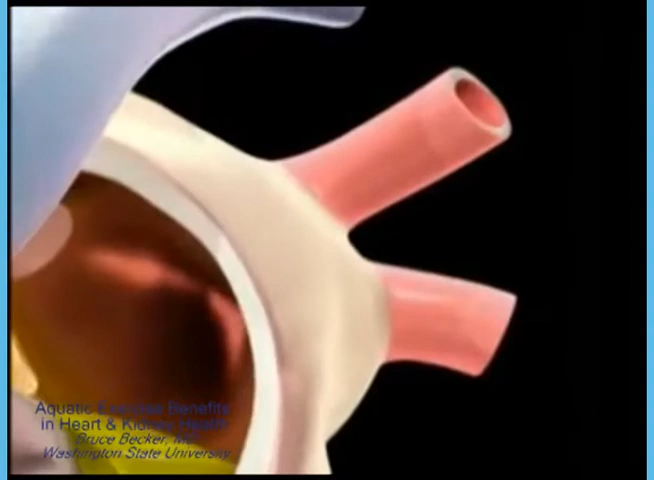 Aquatic Exercise Benefits
in Heart & Kidney Health
Bruce Becker, MD
Washington State University